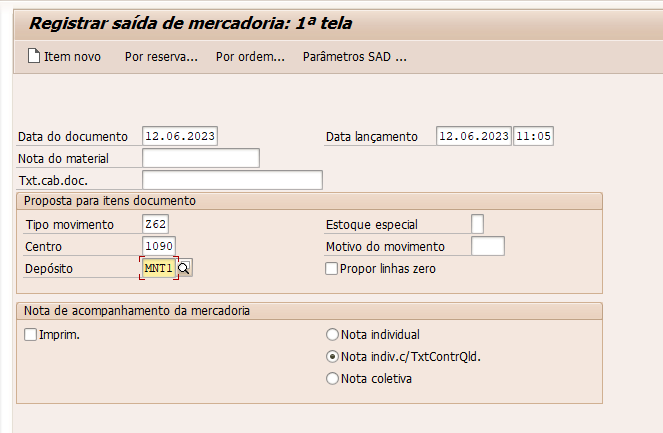 Registrar saída de mercadoria: 1ª tela
Item novo Por reserva... Por ordem... Parâmetros SAD ...
Data do documento 12.06.2023 Data lançamento 12.06.2023 11:05
Nota do material
Txt.cab.doc.
Proposta para itens documento
Tipo movimento Z62 Estoque especial
Centro 1090 Motivo do movimento
Depósito MNT1 Propor linhas zero
Nota de acompanhamento da mercadoria
Imprim. Nota individual
Nota indiv.c/TxtContrQld.
Nota coletiva